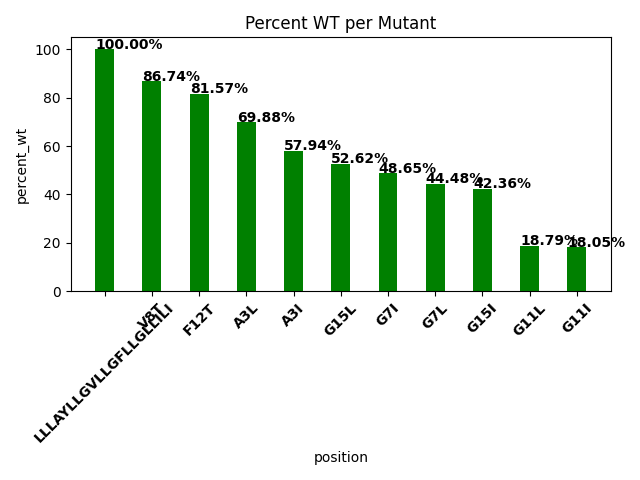 Percent WT per Mutant
100.00%
86.74%
81.57%
69.88%
57.94%
52.62%
48.65%
44.48%
42.36%
18.79%
18.05%
percent_wt
100
80
60
40
20
0
LLLAYLLGVLLGFLLGLLILI
V8T
F12T
A3L
A3I
G15L
G7I
G7L
G15I
G11L
G11I
position